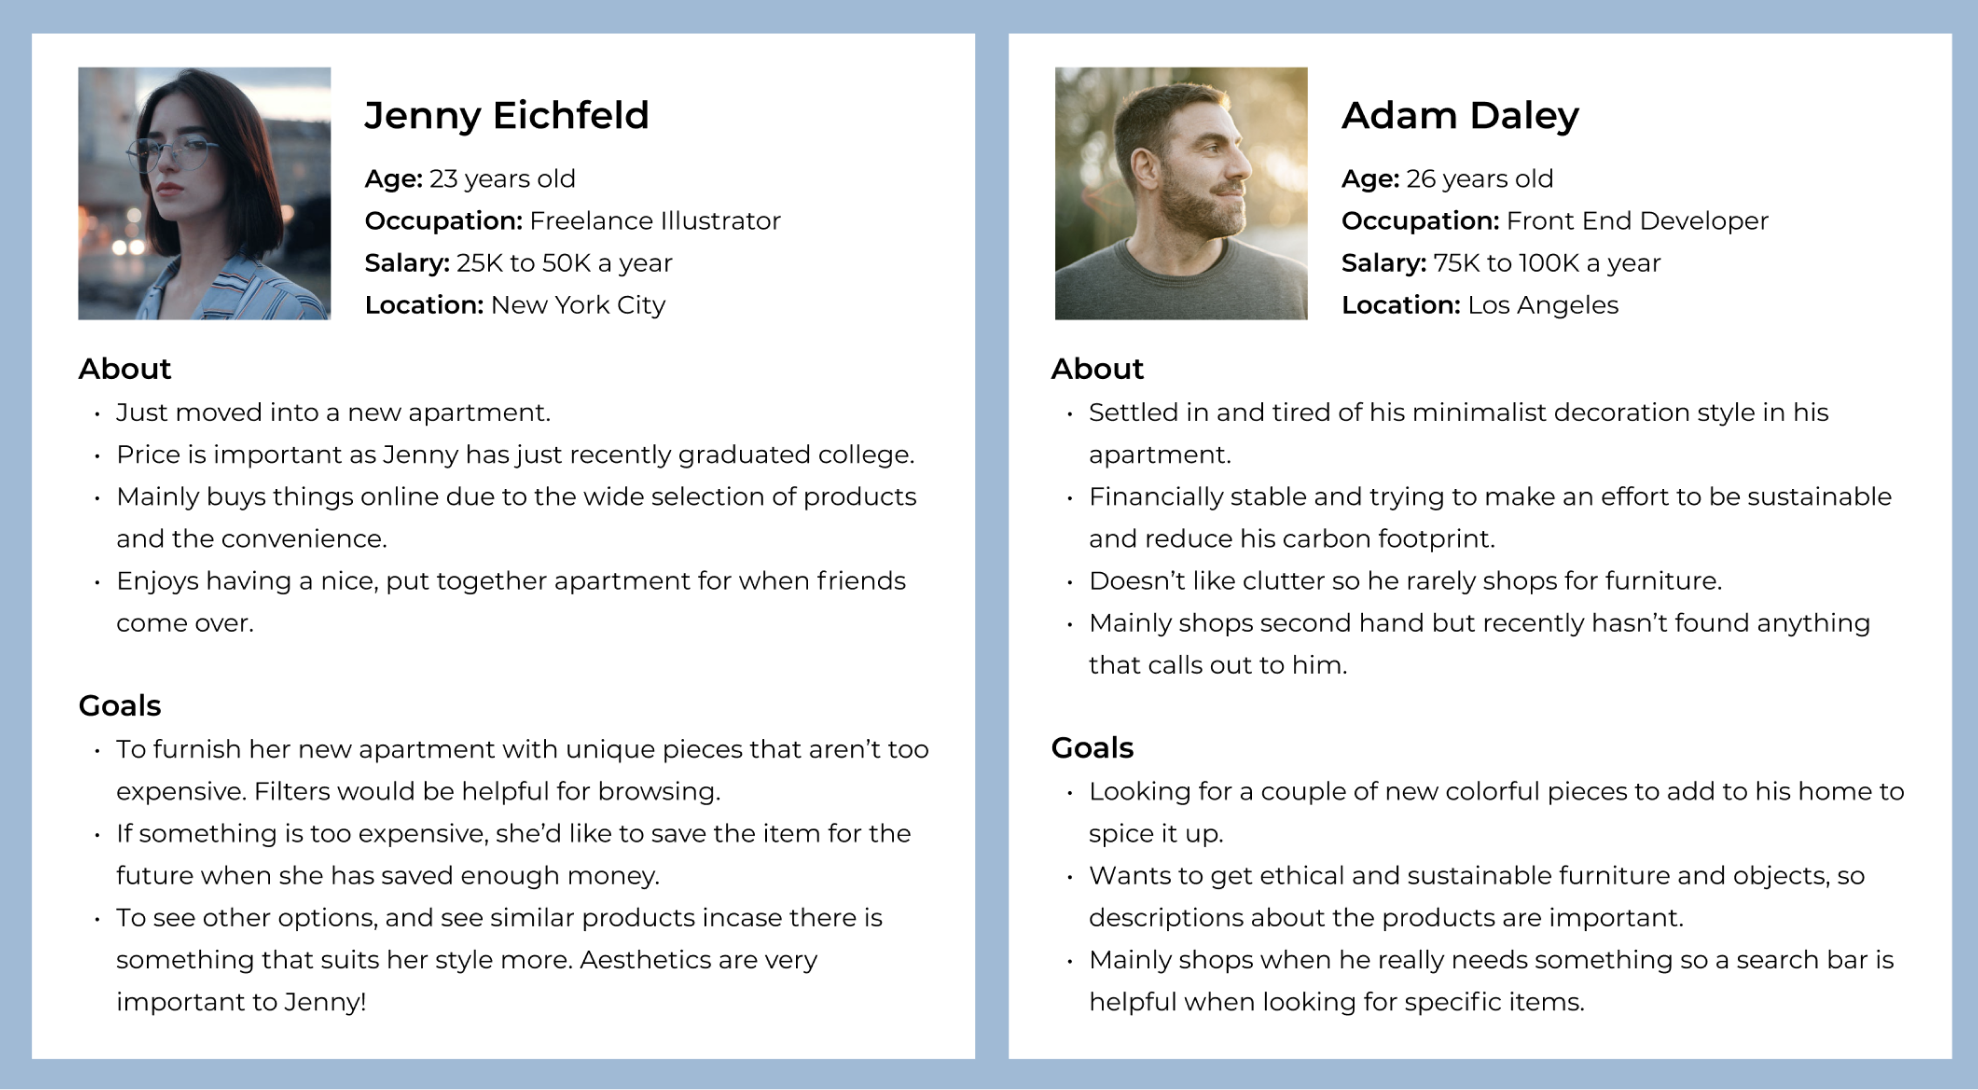 Jenny Eichfeld
Age: 23 years old
Occupation: Freelance Illustrator
Salary: 25K to 50K a year
Location: New York City
About
• Just moved into a new apartment.
• Price is important as Jenny has just recently graduated college.
• Mainly buys things online due to the wide selection of products
and the convenience.
• Enjoys having a nice, put together apartment for when friends
come over.
Goals
• To furnish her new apartment with unique pieces that aren’t too
expensive. Filters would be helpful for browsing.
• If something is too expensive, she’d like to save the item for the
future when she has saved enough money.
• To see other options, and see similar products incase there is
something that suits her style more. Aesthetics are very
important to Jenny!
Adam Daley
Age: 26 years old
Occupation: Front End Developer
Salary: 75K to 100K a year
Location: Los Angeles
About
• Settled in and tired of his minimalist decoration style in his
apartment.
• Financially stable and trying to make an effort to be sustainable
and reduce his carbon footprint.
• Doesn’t like clutter so he rarely shops for furniture.
• Mainly shops second hand but recently hasn’t found anything
that calls out to him.
Goals
• Looking for a couple of new colorful pieces to add to his home to
spice it up.
• Wants to get ethical and sustainable furniture and objects, so
descriptions about the products are important.
• Mainly shops when he really needs something so a search bar is
helpful when looking for specific items.